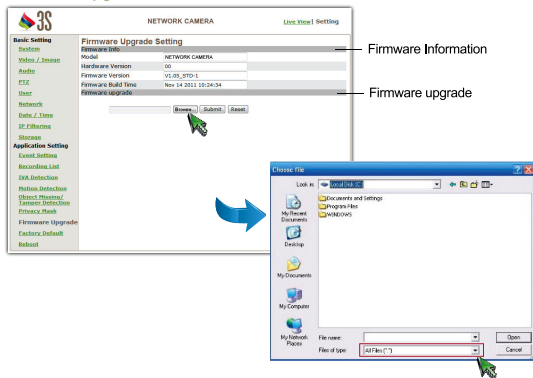 3S
NETWORK CAMERA
Live View| Setting
Basic Setting
System
Video / Image
Audio
PTZ
User
Network
Date / Time
IP Filtering
Storage
Application Setting
Event Setting
Recording List
IVA Detection
Motion Detection
Object Missing/
Tamper Detection
Privacy Mask
Firmware Upgrade
Factory Default
Reboot
Firmware Upgrade Setting
Firmware Info
Model NETWORK CAMERA
Hardware Version 00
Firmware Version V1.05_STD-1
Firmware Build Time Nov 14 2011 10:24:34
Firmware upgrade
Browse... Submit Reset
Firmware Information
Firmware upgrade
Choose file
Look in: Local Disk (C:)
My Recent
Documents
Desktop
My Documents
My Computer
My Network
Places
Documents and Settings
Program Files
WINDOWS
File name: Open
Files of type: All Files (*.*) Cancel